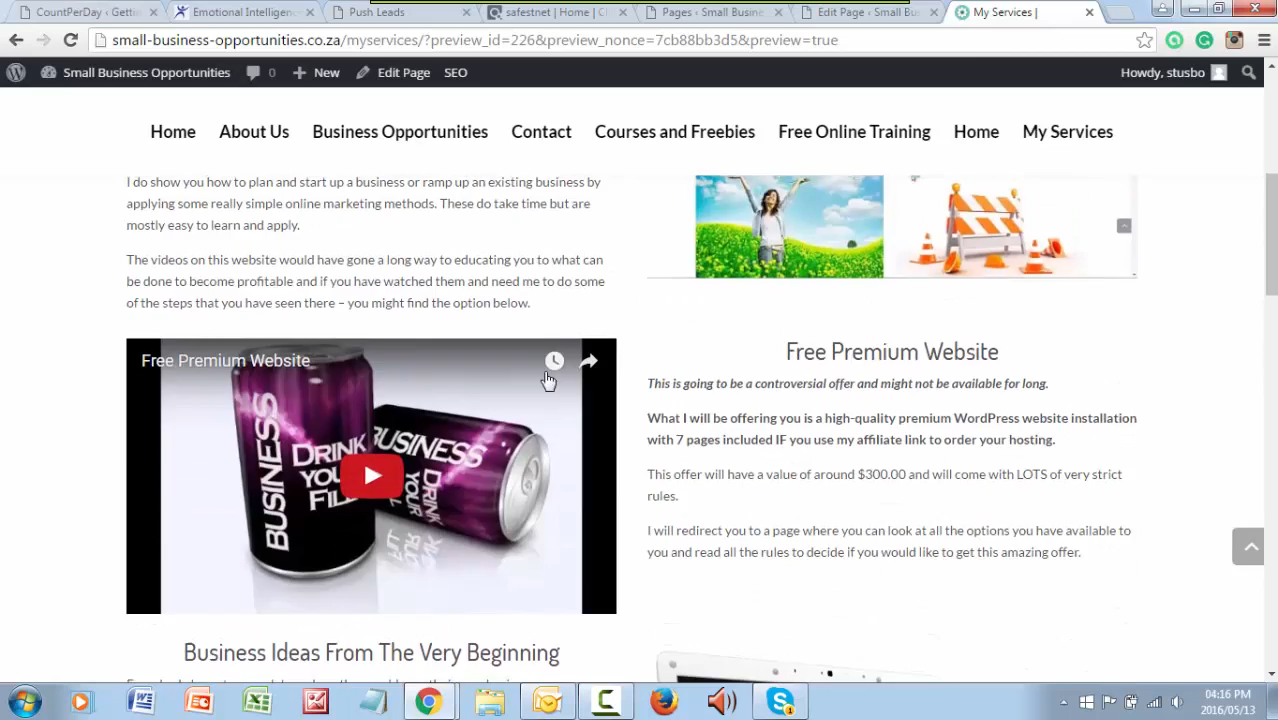 CountPerDay ‹ Gettin
Emotional Intelligenc
Push Leads
safestnet | Home | Cl
Pages ‹ Small Busine
Edit Page ‹ Small Bus
My Services |
small-business-opportunities.co.za/myservices/?preview_id=226&preview_nonce=7cb88bb3d5&preview=true
Small Business Opportunities 0 New Edit Page SEO Howdy, stusbo
Home About Us Business Opportunities Contact Courses and Freebies Free Online Training Home My Services
I do show you how to plan and start up a business or ramp up an existing business by
applying some really simple online marketing methods. These do take time but are
mostly easy to learn and apply.
The videos on this website would have gone a long way to educating you to what can
be done to become profitable and if you have watched them and need me to do some
of the steps that you have seen there – you might find the option below.
Free Premium Website
BUSINESS
DRINK
YOUR
FILL
BUSINESS
DRINK
YOUR
Free Premium Website
This is going to be a controversial offer and might not be available for long.
What I will be offering you is a high-quality premium WordPress website installation
with 7 pages included IF you use my affiliate link to order your hosting.
This offer will have a value of around $300.00 and will come with LOTS of very strict
rules.
I will redirect you to a page where you can look at all the options you have available to
you and read all the rules to decide if you would like to get this amazing offer.
Business Ideas From The Very Beginning
04:16 PM
2016/05/13